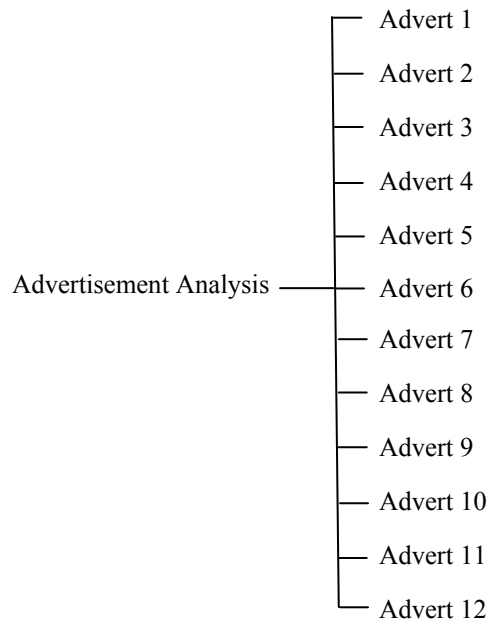 Advert 1
Advert 2
Advert 3
Advert 4
Advert 5
Advertisement Analysis
Advert 6
Advert 7
Advert 8
Advert 9
Advert 10
Advert 11
Advert 12